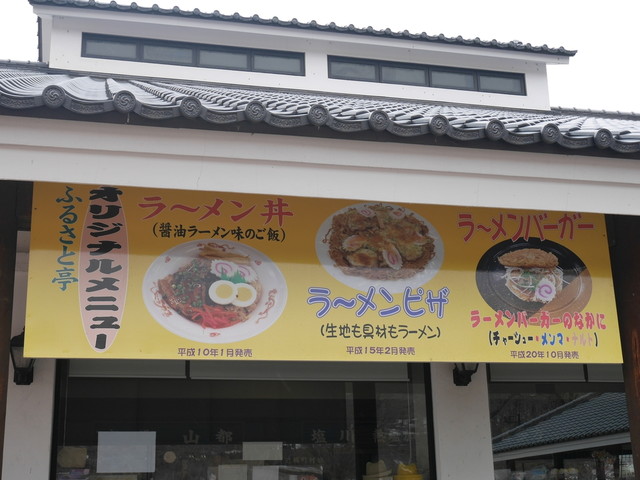 ふるさと亭
オリジナルメニュー
ラ〜メン丼
(醤油ラーメン味のご飯)
平成10年1月発売
ラ〜メンピザ
(生地も具材もラーメン)
平成15年2月発売
ラ〜メンバーガー
ラーメンバーガーのなかに
(チャーシュー・メンマ・ナルト)
平成20年10月発売
山都 塩川